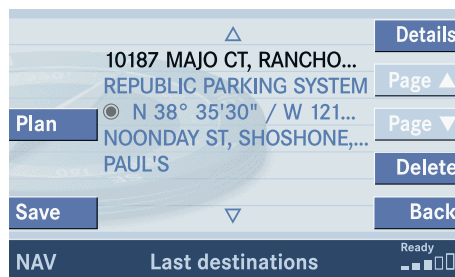 Details
10187 MAJO CT, RANCHO...
REPUBLIC PARKING SYSTEM
Page ▲
N 38° 35'30" / W 121...
Plan
Page ▼
NOONDAY ST, SHOSHONE,...
PAUL'S
Delete
Save
Back
NAV
Last destinations
Ready